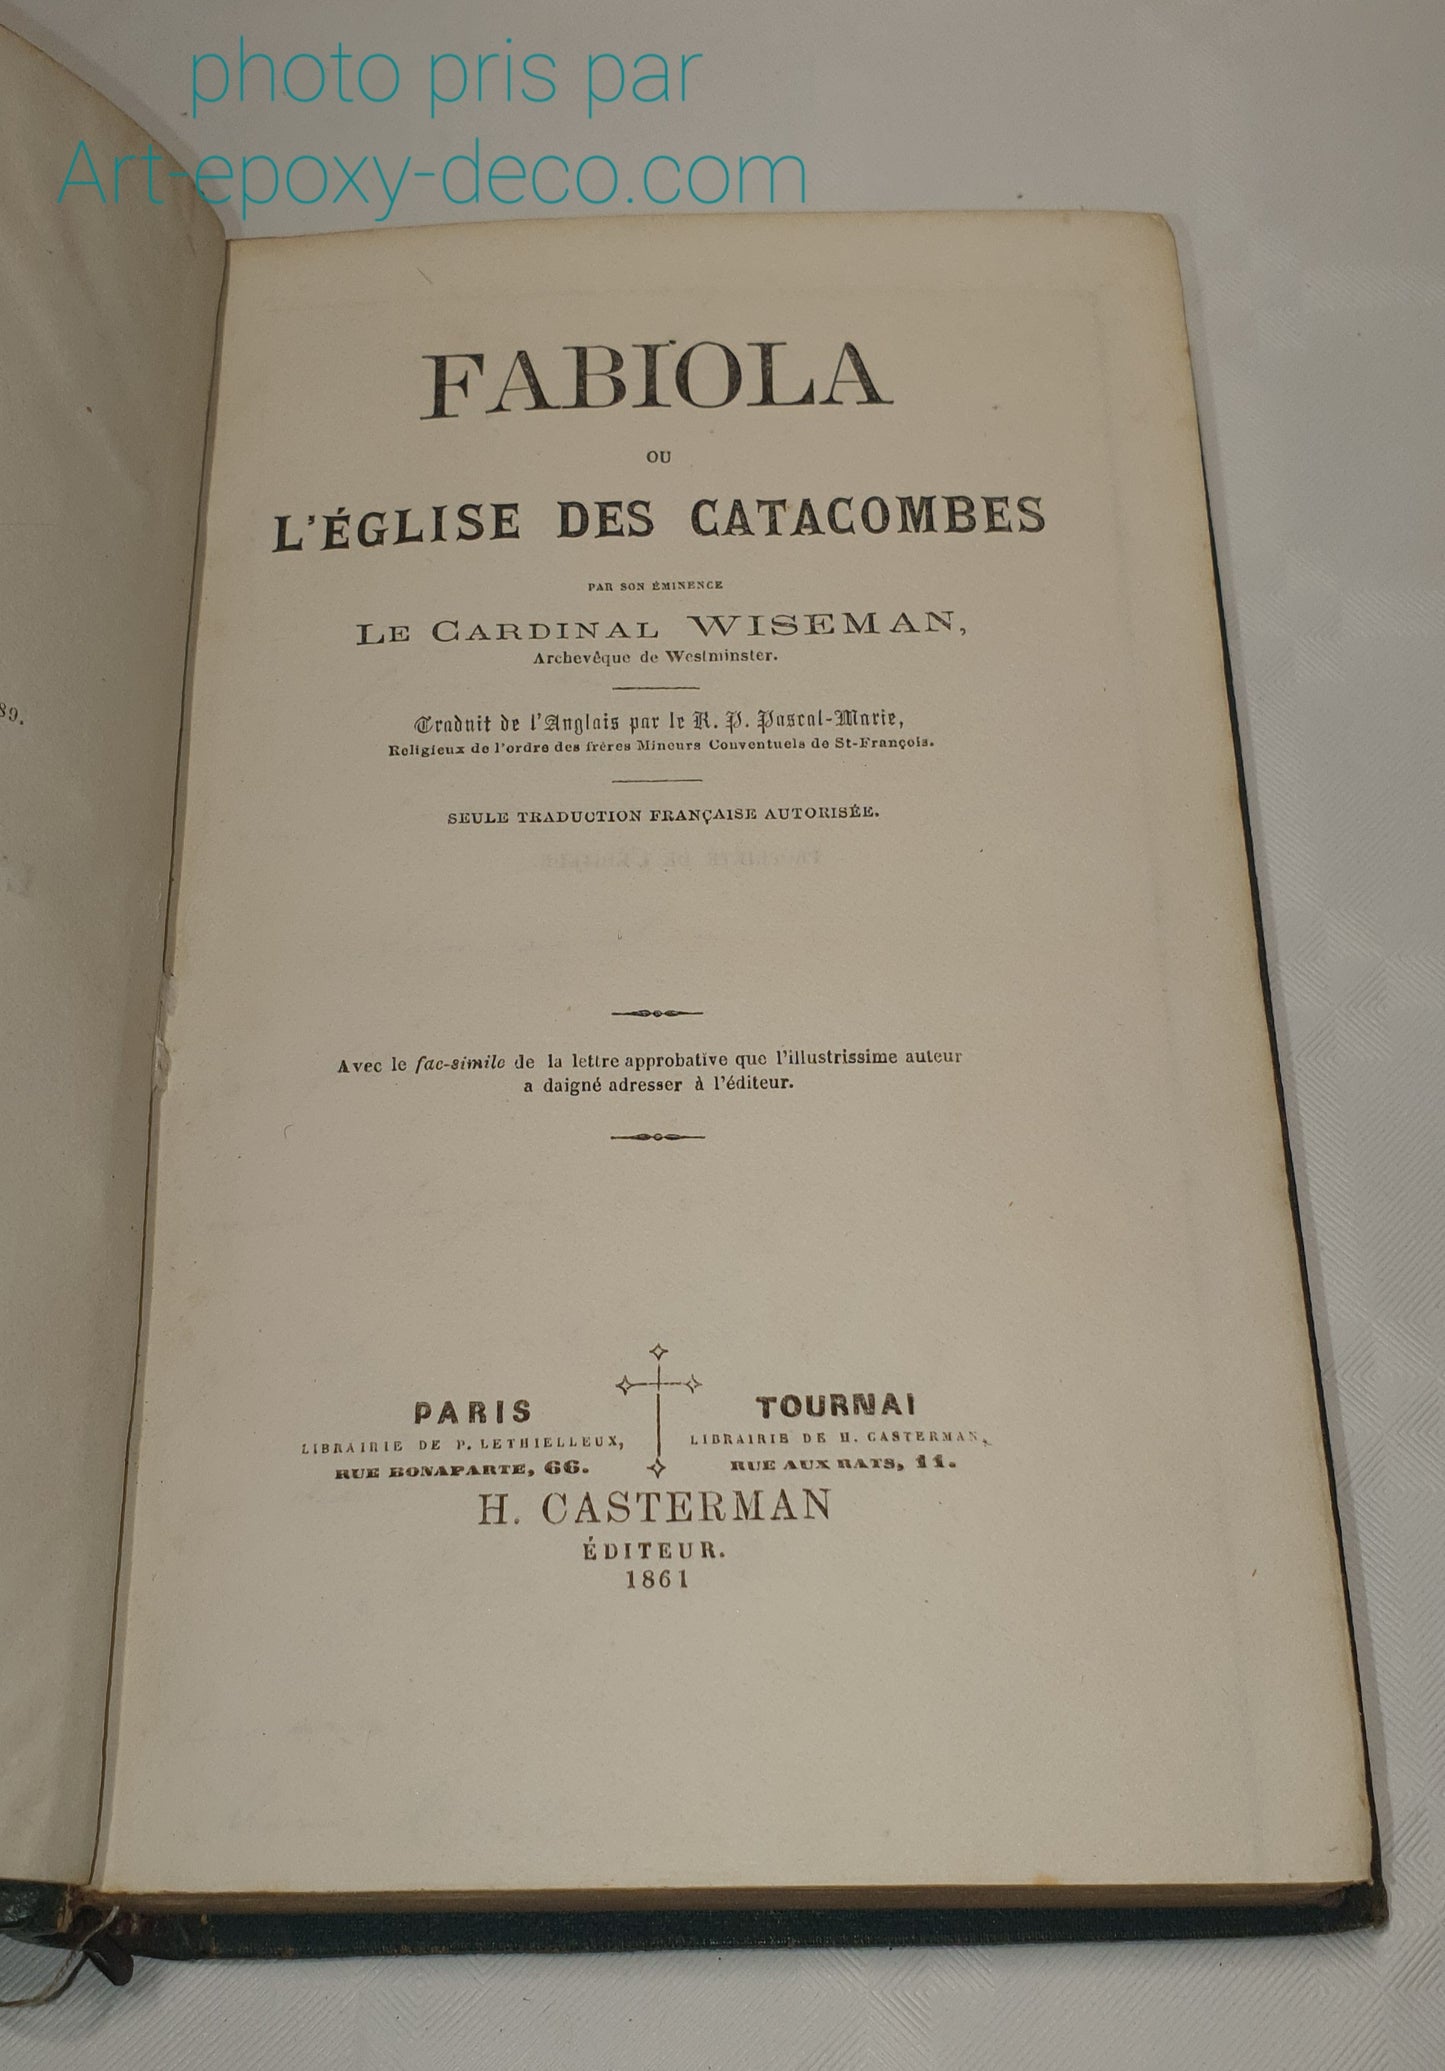 photo pris par
Art-epoxy-deco.com
89.
FABIOLA
OU
L'ÉGLISE DES CATACOMBES
PAR SON ÉMINENCE
LE CARDINAL WISEMAN,
Archevêque de Westminster.
Traduit de l'Anglais par le R. P. Pascal-Marie,
Religieux de l'ordre des frères Mineurs Conventuels de St-François.
SEULE TRADUCTION FRANÇAISE AUTORISÉE.
Avec le fac-simile de la lettre approbative que l'illustrissime auteur
a daigné adresser à l'éditeur.
PARIS
LIBRAIRIE DE P. LETHIELLEUX,
RUE BONAPARTE, 66.
TOURNAI
LIBRAIRIE DE H. CASTERMAN,
RUE AUX RATS, 11.
H. CASTERMAN
ÉDITEUR.
1861